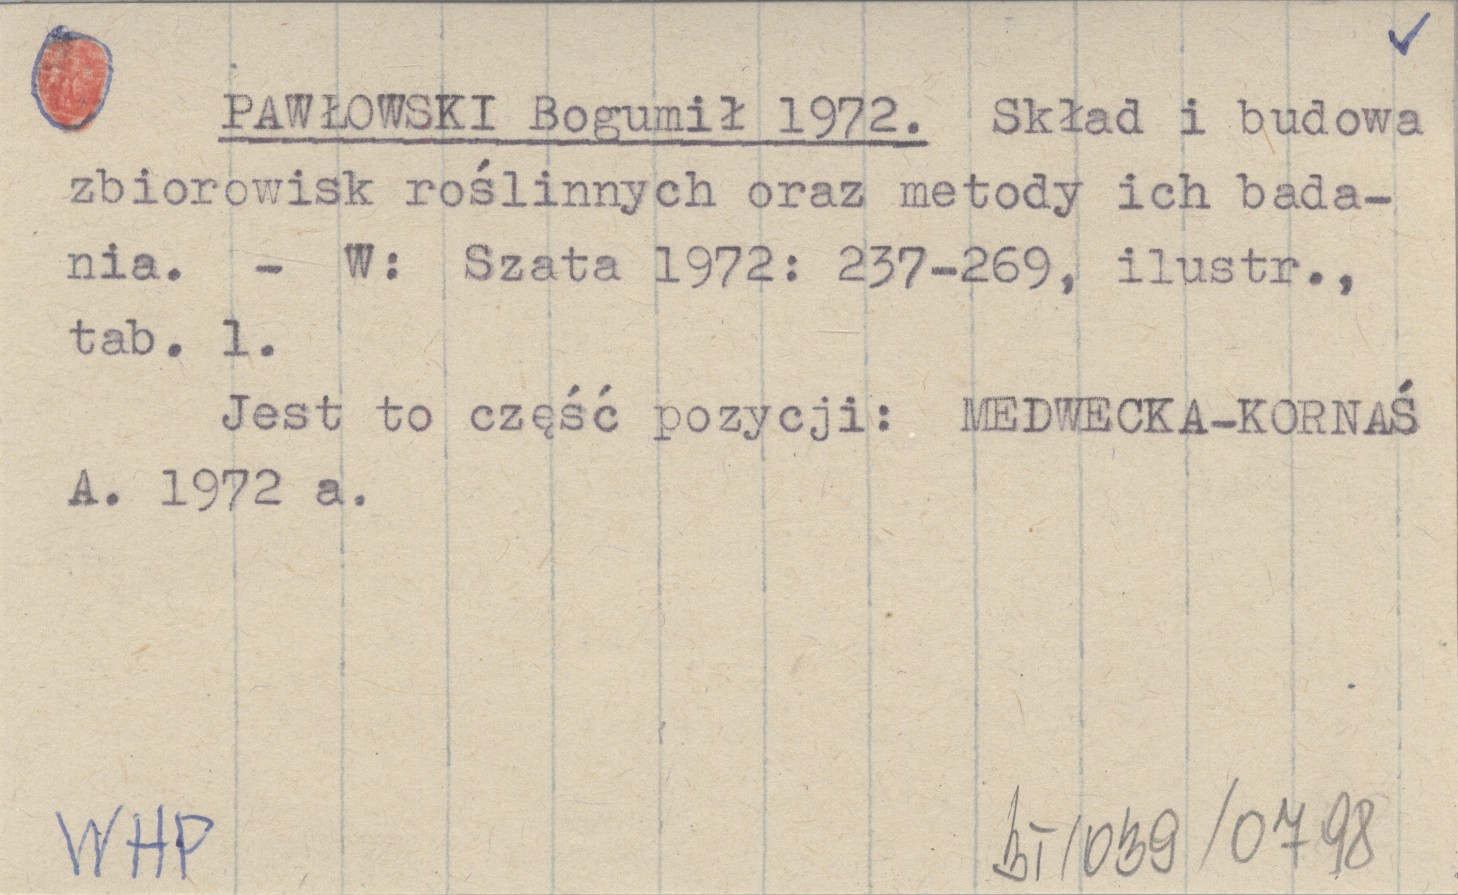 PAWŁOWSKI Bogumił 1972. Skład i budowa
zbiorowisk roślinnych oraz metody ich bada-
nia. - W: Szata 1972: 237-269, ilustr.,
tab. 1.
Jest to część pozycji: MEDWECKA-KORNAŚ
A. 1972 a.
WHP
/039/0798